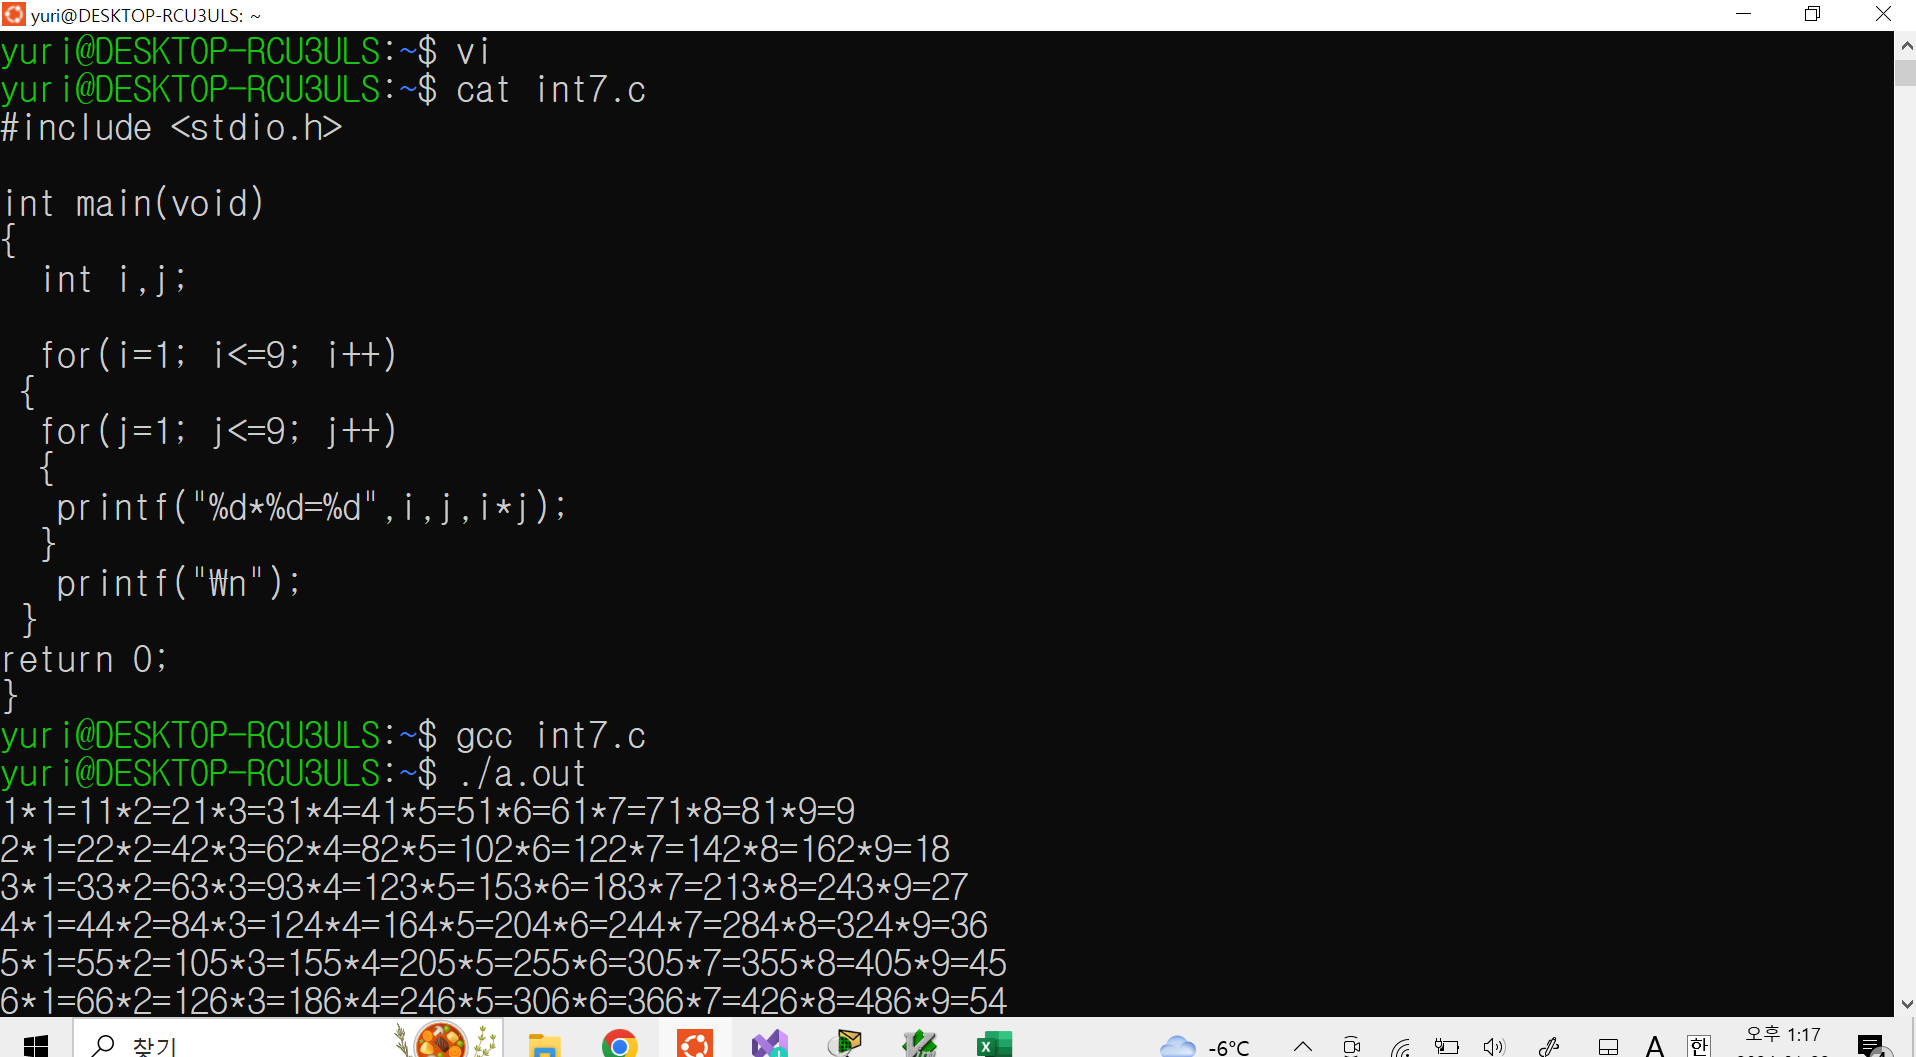 yuri@DESKTOP-RCU3ULS: ~
yuri@DESKTOP-RCU3ULS:~$ vi
yuri@DESKTOP-RCU3ULS:~$ cat int7.c
#include <stdio.h>
int main(void)
{
int i,j;
for(i=1; i<=9; i++)
{
for(j=1; j<=9; j++)
{
printf("%d*%d=%d",i,j,i*j);
}
printf("₩n");
}
return 0;
}
yuri@DESKTOP-RCU3ULS:~$ gcc int7.c
yuri@DESKTOP-RCU3ULS:~$ ./a.out
1*1=11*2=21*3=31*4=41*5=51*6=61*7=71*8=81*9=9
2*1=22*2=42*3=62*4=82*5=102*6=122*7=142*8=162*9=18
3*1=33*2=63*3=93*4=123*5=153*6=183*7=213*8=243*9=27
4*1=44*2=84*3=124*4=164*5=204*6=244*7=284*8=324*9=36
5*1=55*2=105*3=155*4=205*5=255*6=305*7=355*8=405*9=45
6*1=66*2=126*3=186*4=246*5=306*6=366*7=426*8=486*9=54
찾기
-6°C
A
한
오후 1:17